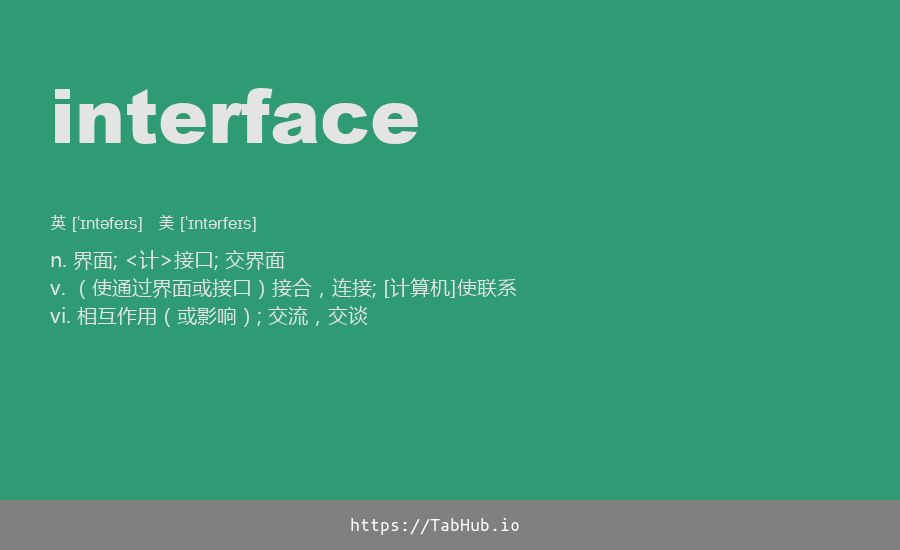 interface
英 [ˈɪntəfeɪs] 美 [ˈɪntərfeɪs]
n. 界面; <计>接口; 交界面
v. （使通过界面或接口）接合，连接; [计算机]使联系
vi. 相互作用（或影响）; 交流，交谈
https://TabHub.io